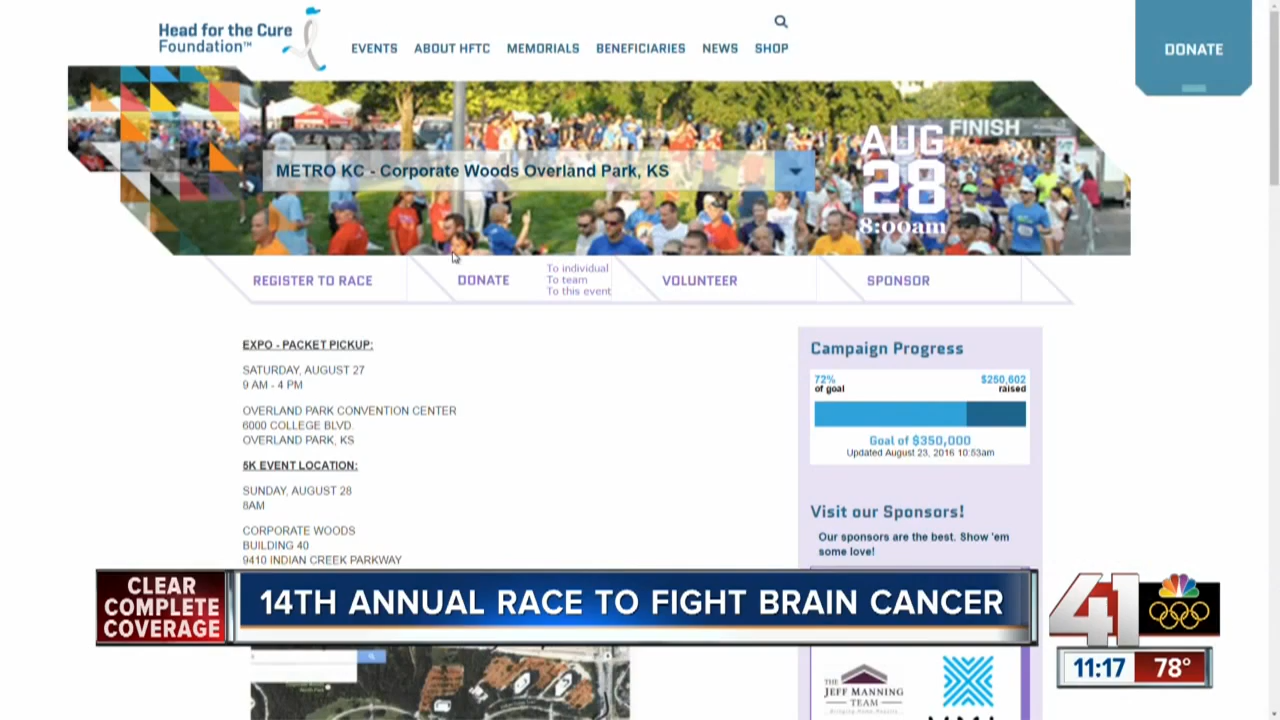 Head for the Cure
Foundation™
EVENTS ABOUT HFTC MEMORIALS BENEFICIARIES NEWS SHOP
DONATE
METRO KC - Corporate Woods Overland Park, KS
FINISH
AUG
28
8:00am
REGISTER TO RACE
DONATE
To individual
To team
To this event
VOLUNTEER
SPONSOR
EXPO - PACKET PICKUP:
SATURDAY, AUGUST 27
9 AM - 4 PM
OVERLAND PARK CONVENTION CENTER
6000 COLLEGE BLVD.
OVERLAND PARK, KS
5K EVENT LOCATION:
SUNDAY, AUGUST 28
8AM
CORPORATE WOODS
BUILDING 40
9410 INDIAN CREEK PARKWAY
Campaign Progress
72% $250,602
of goal raised
Goal of $350,000
Updated August 23, 2016 10:53am
Visit our Sponsors!
Our sponsors are the best. Show 'em
some love!
CLEAR
COMPLETE
COVERAGE
14TH ANNUAL RACE TO FIGHT BRAIN CANCER
41
11:17 78°
THE
JEFF MANNING
TEAM